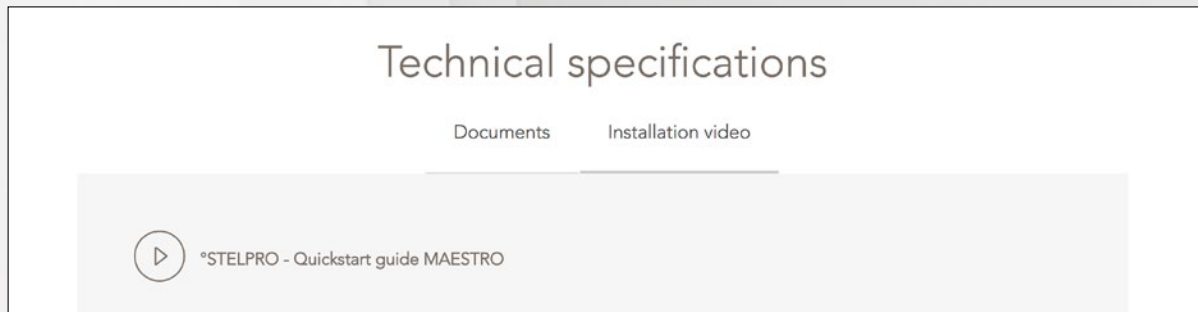 Technical specifications
Documents Installation video
°STELPRO - Quickstart guide MAESTRO